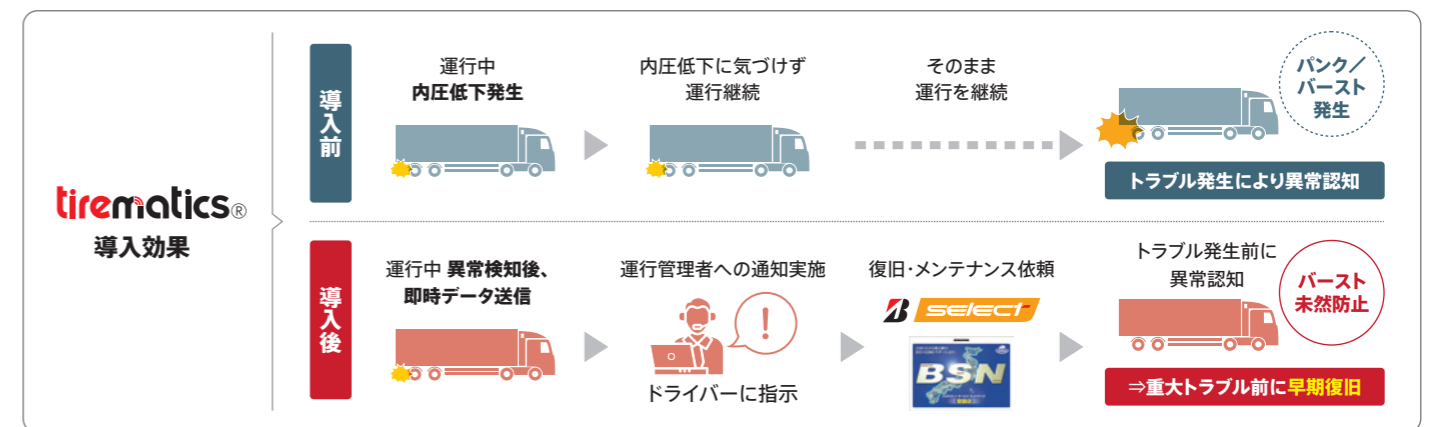 tirematics®
導入効果
導入前
運行中
内圧低下発生
内圧低下に気づけず
運行継続
そのまま
運行を継続
パンク／
バースト
発生
トラブル発生により異常認知
導入後
運行中 異常検知後、
即時データ送信
運行管理者への通知実施
!
ドライバーに指示
復旧・メンテナンス依頼
B select
BSN
トラブル発生前に
異常認知
バースト
未然防止
⇒重大トラブル前に早期復旧